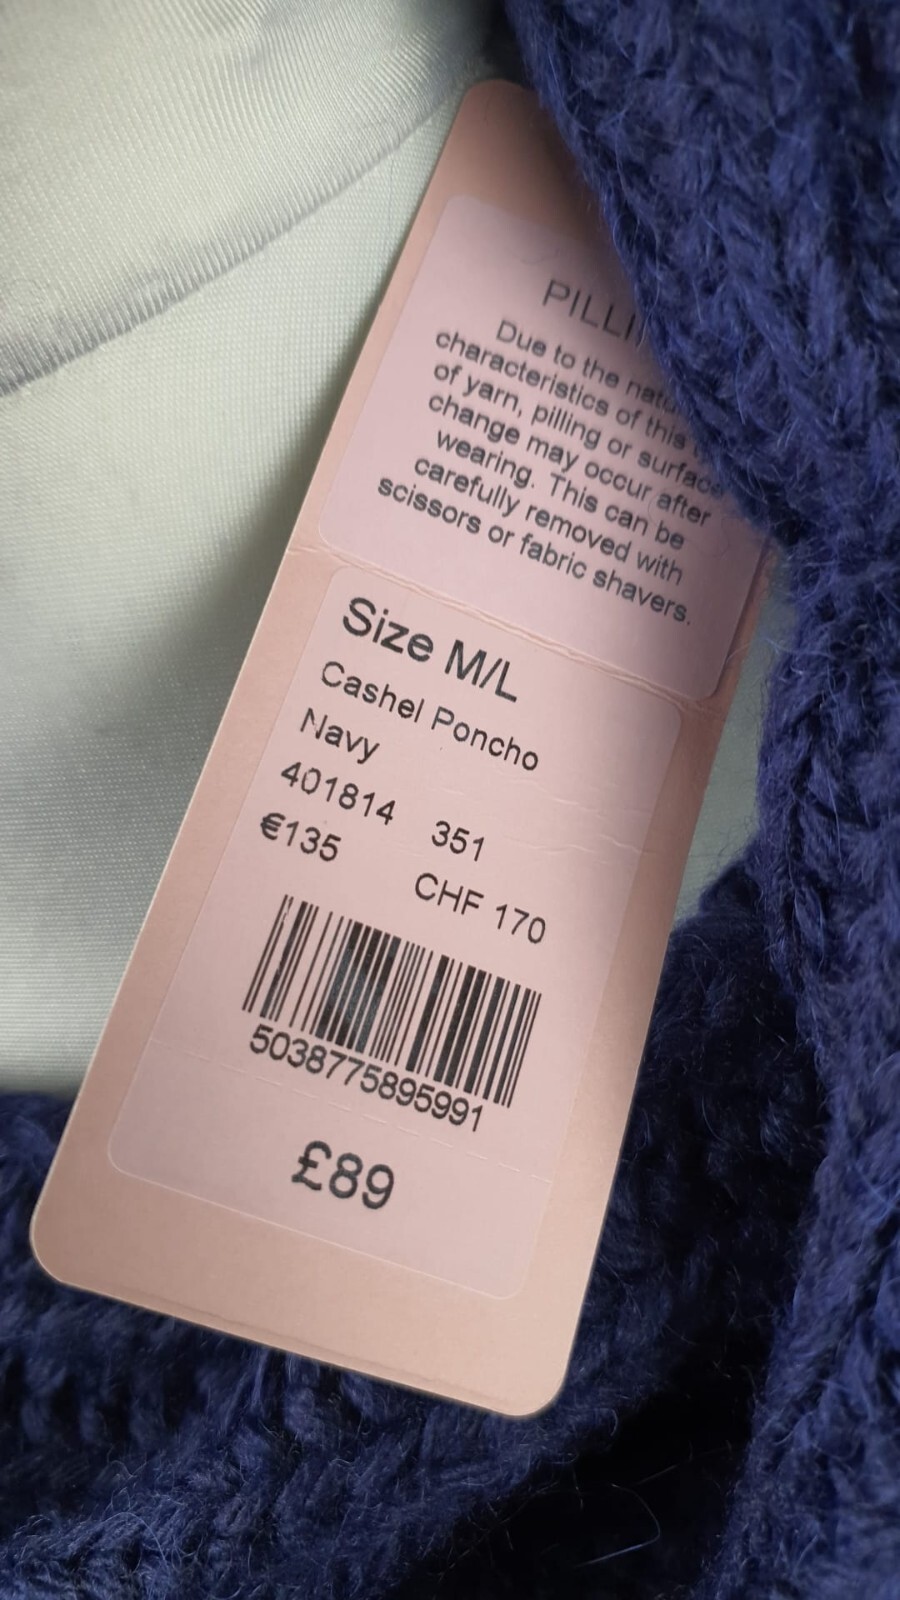 PILLI
Due to the natu
characteristics of this
of yarn, pilling or surface
change may occur after
wearing. This can be
carefully removed with
scissors or fabric shavers.
Size M/L
Cashel Poncho
Navy
401814 351
€135 CHF 170
5038775895991
£89